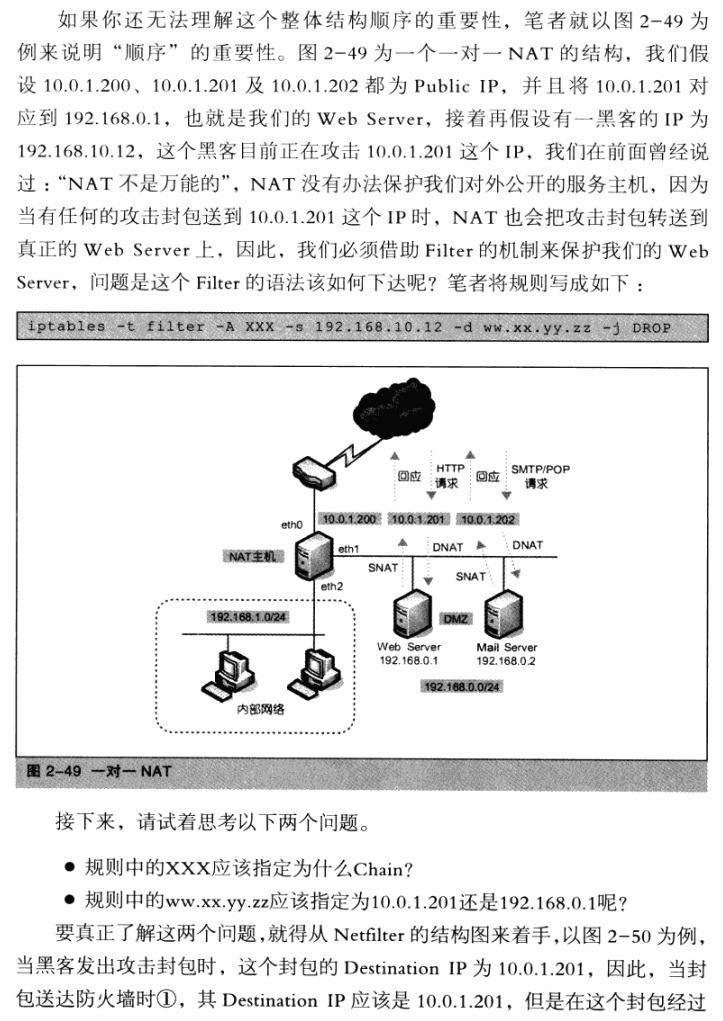 如果你还无法理解这个整体结构顺序的重要性，笔者就以图 2-49 为
例来说明“顺序”的重要性。图 2-49 为一个一对一 NAT 的结构，我们假
设 10.0.1.200、10.0.1.201 及 10.0.1.202 都为 Public IP，并且将 10.0.1.201 对
应到 192.168.0.1，也就是我们的 Web Server，接着再假设有一黑客的 IP 为
192.168.10.12，这个黑客目前正在攻击 10.0.1.201 这个 IP，我们在前面曾经说
过：“NAT 不是万能的”，NAT 没有办法保护我们对外公开的服务主机，因为
当有任何的攻击封包送到 10.0.1.201 这个 IP 时，NAT 也会把攻击封包转送到
真正的 Web Server 上，因此，我们必须借助 Filter 的机制来保护我们的 Web
Server，问题是这个 Filter 的语法该如何下达呢？笔者将规则写成如下：
iptables -t filter -A XXX -s 192.168.10.12 -d ww.xx.yy.zz -j DROP
回应
HTTP
请求
回应
SMTP/POP
请求
eth0
10.0.1.200
10.0.1.201
10.0.1.202
NAT主机
eth1
SNAT
DNAT
SNAT
DNAT
eth2
192.168.1.0/24
DMZ
Web Server
192.168.0.1
Mail Server
192.168.0.2
192.168.0.0/24
内部网络
图 2-49 一对一 NAT
接下来，请试着思考以下两个问题。
● 规则中的XXX应该指定为什么Chain？
● 规则中的ww.xx.yy.zz应该指定为10.0.1.201还是192.168.0.1呢？
要真正了解这两个问题，就得从 Netfilter 的结构图来着手，以图 2-50 为例，
当黑客发出攻击封包时，这个封包的 Destination IP 为 10.0.1.201，因此，当封
包送达防火墙时①，其 Destination IP 应该是 10.0.1.201，但是在这个封包经过